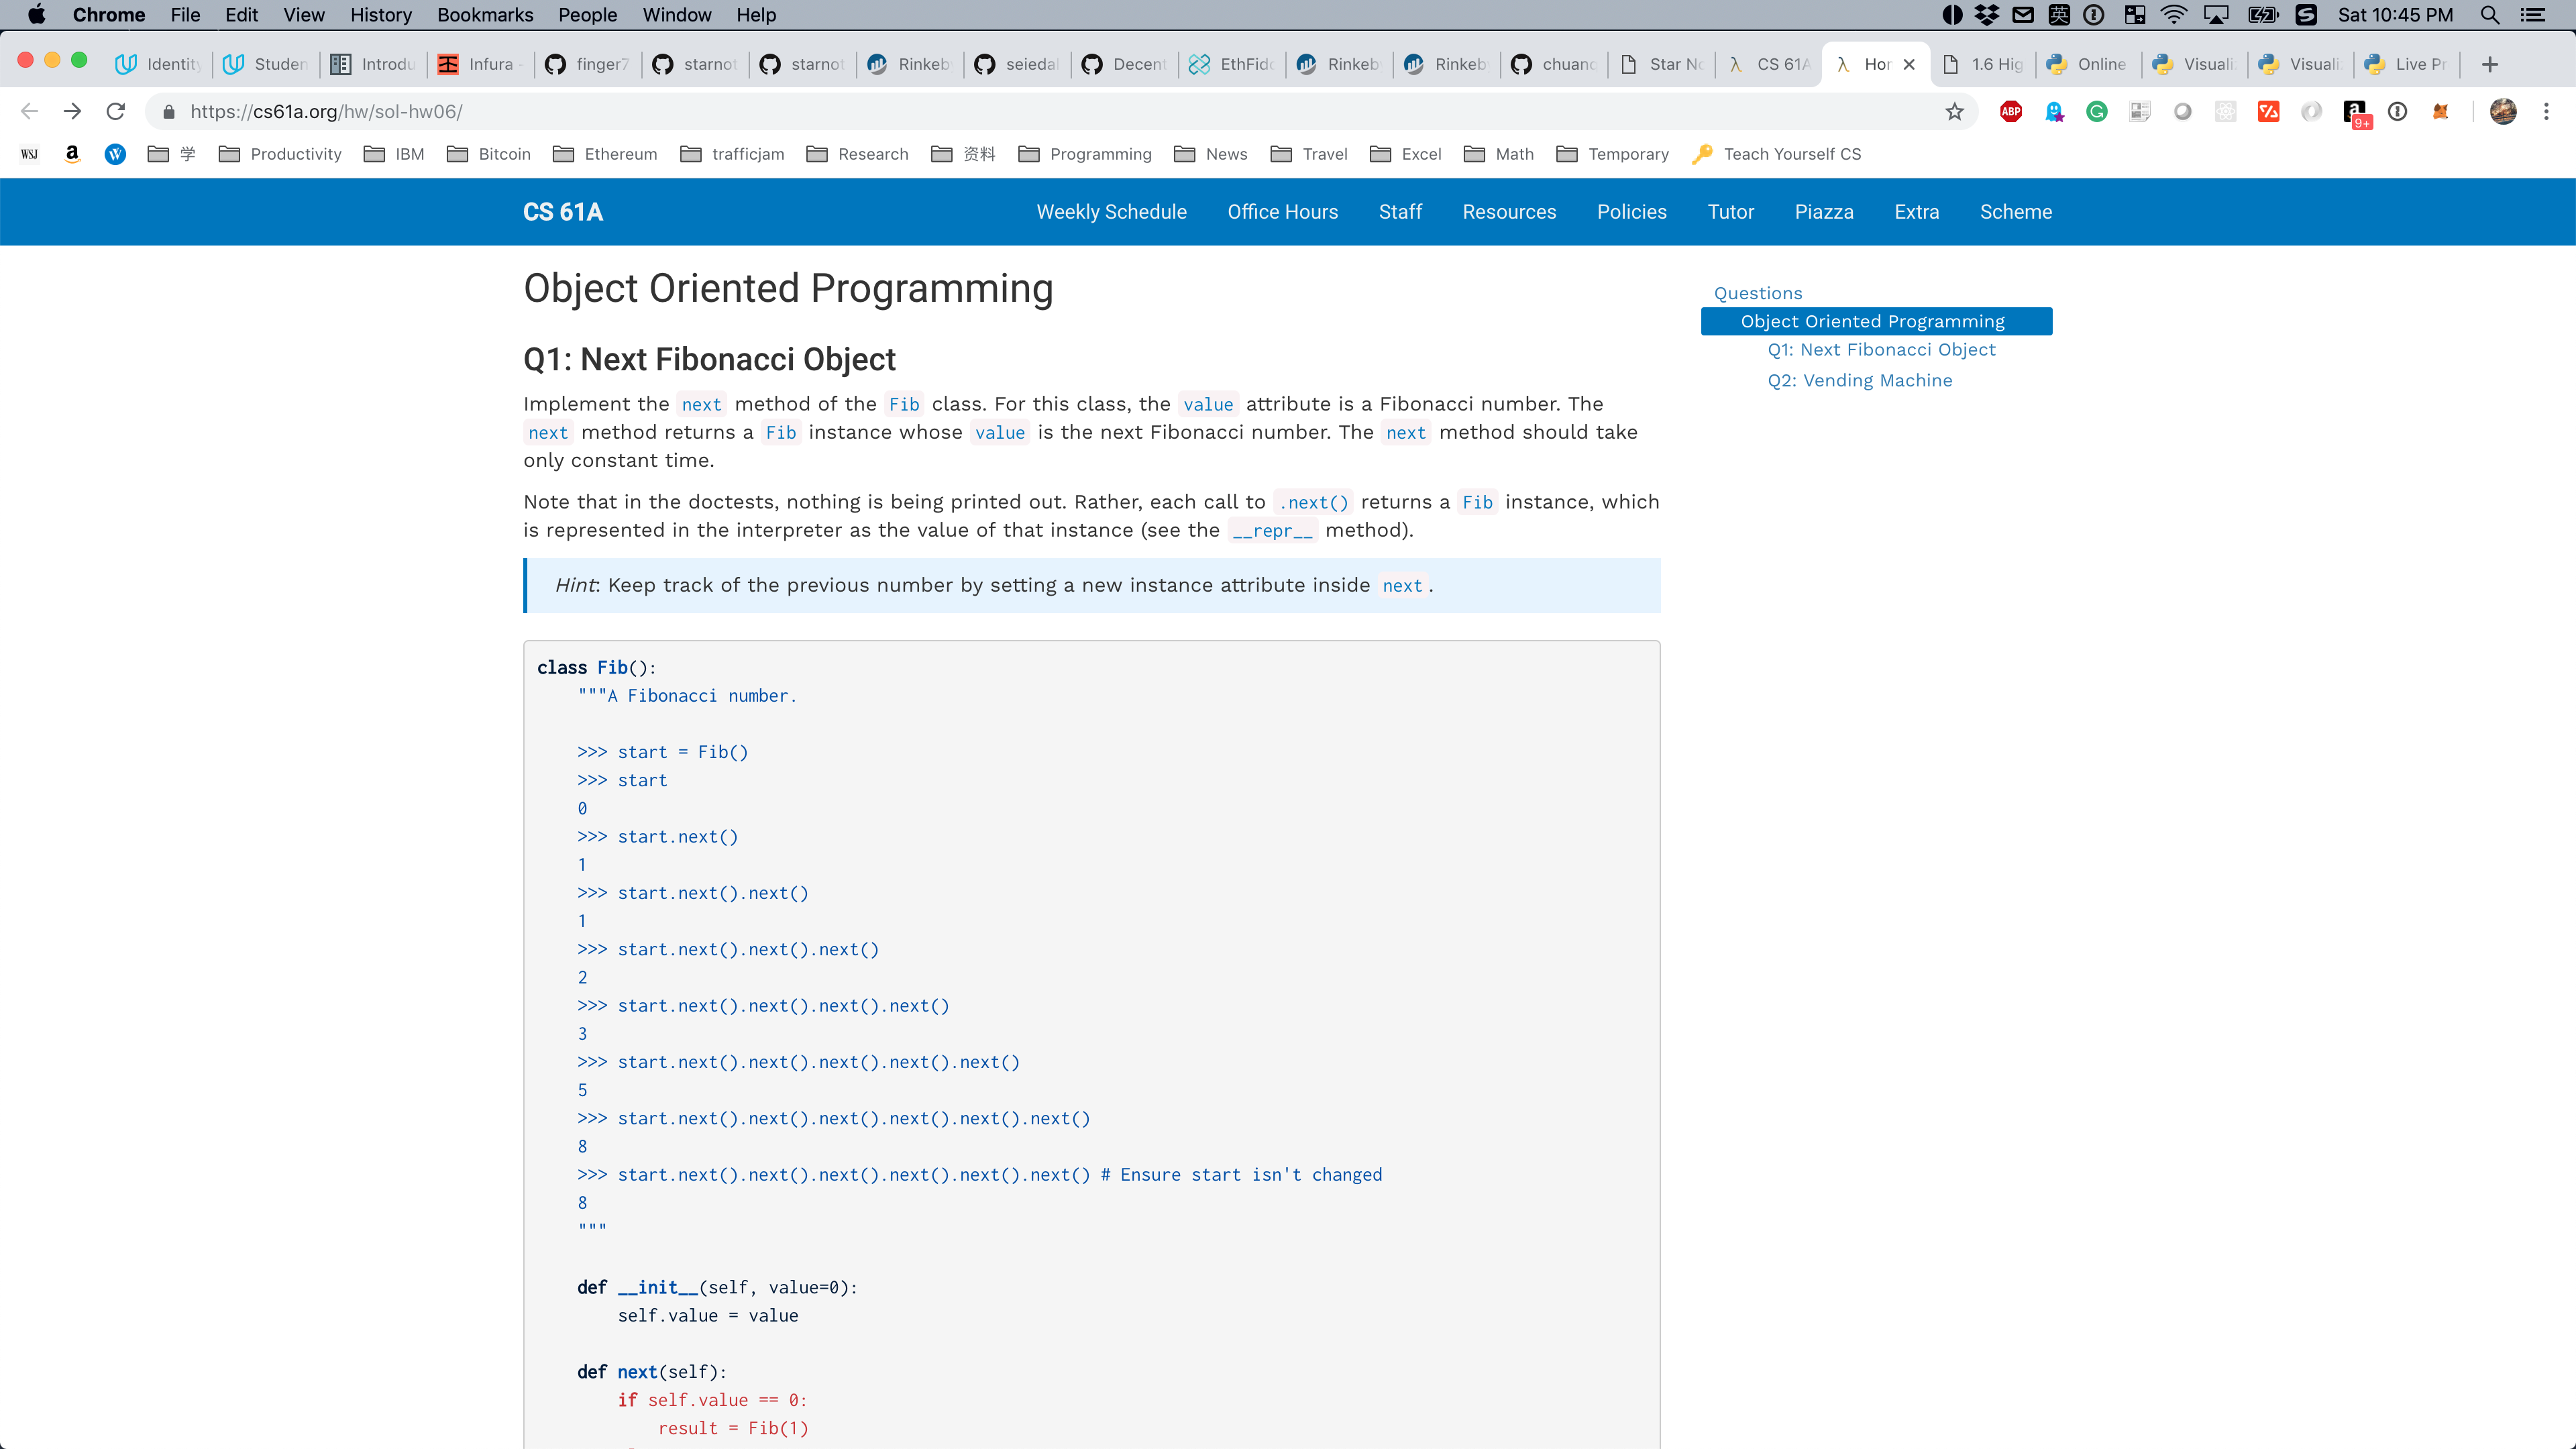 Chrome File Edit View History Bookmarks People Window Help 英 Sat 10:45 PM
Identity Studen Introdu Infura - finger7 starnot starnot Rinkeb seiedal Decent EthFido Rinkeb Rinkeb chuanc Star No CS 61A Hor 1.6 Hig Online Visuali Visuali Live Pr
https://cs61a.org/hw/sol-hw06/ ABP 9+
WSJ 学 Productivity IBM Bitcoin Ethereum trafficjam Research 资料 Programming News Travel Excel Math Temporary Teach Yourself CS
CS 61A Weekly Schedule Office Hours Staff Resources Policies Tutor Piazza Extra Scheme
Object Oriented Programming
Q1: Next Fibonacci Object
Implement the next method of the Fib class. For this class, the value attribute is a Fibonacci number. The
next method returns a Fib instance whose value is the next Fibonacci number. The next method should take
only constant time.
Note that in the doctests, nothing is being printed out. Rather, each call to .next() returns a Fib instance, which
is represented in the interpreter as the value of that instance (see the __repr__ method).
Hint: Keep track of the previous number by setting a new instance attribute inside next.
class Fib():
"""A Fibonacci number.
>>> start = Fib()
>>> start
0
>>> start.next()
1
>>> start.next().next()
1
>>> start.next().next().next()
2
>>> start.next().next().next().next()
3
>>> start.next().next().next().next().next()
5
>>> start.next().next().next().next().next().next()
8
>>> start.next().next().next().next().next().next() # Ensure start isn't changed
8
"""
def __init__(self, value=0):
self.value = value
def next(self):
if self.value == 0:
result = Fib(1)
Questions
Object Oriented Programming
Q1: Next Fibonacci Object
Q2: Vending Machine